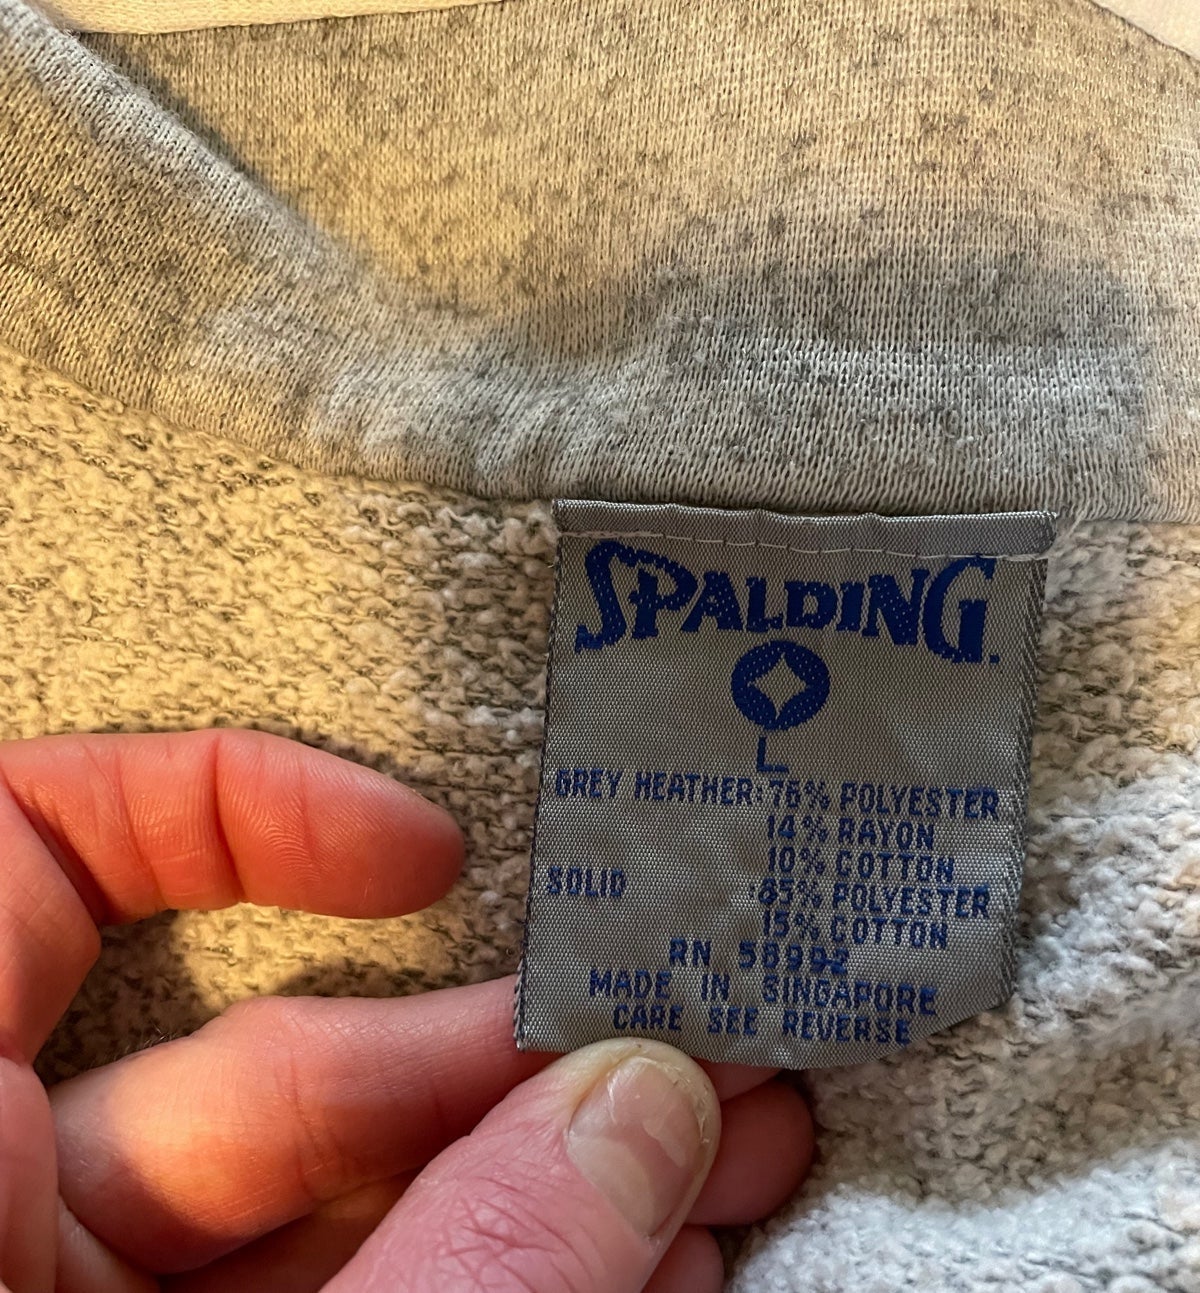 SPALDING.
L
GREY HEATHER: 76% POLYESTER
14% RAYON
10% COTTON
SOLID :85% POLYESTER
15% COTTON
RN 58992
MADE IN SINGAPORE
CARE SEE REVERSE